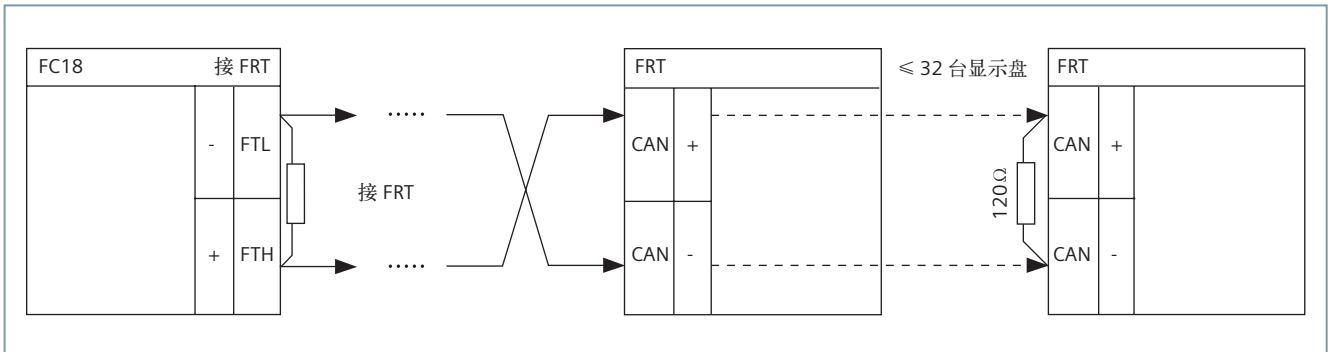 FC18 接 FRT
- FTL
+ FTH
.....
接 FRT
.....
FRT
CAN +
CAN -
≤ 32 台显示盘
120Ω
FRT
CAN +
CAN -